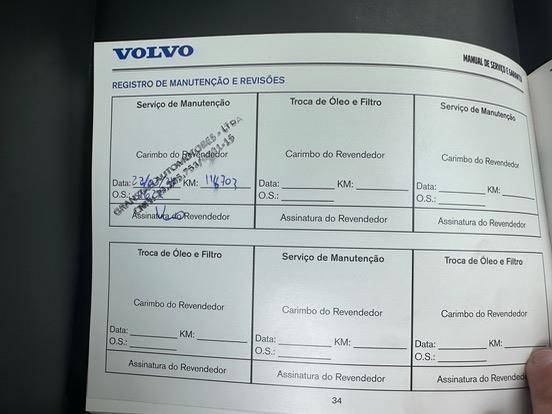 VOLVO
MANUAL DE SERVIÇO E GARANTIA
REGISTRO DE MANUTENÇÃO E REVISÕES
Serviço de Manutenção
Carimbo do Revendedor
Data: KM: 116703
O.S.:
Assinatura do Revendedor
Troca de Óleo e Filtro
Carimbo do Revendedor
Data: KM:
O.S.:
Assinatura do Revendedor
Serviço de Manutenção
Carimbo do Revendedor
Data: KM:
O.S.:
Assinatura do Revendedor
Troca de Óleo e Filtro
Carimbo do Revendedor
Data: KM:
O.S.:
Assinatura do Revendedor
Serviço de Manutenção
Carimbo do Revendedor
Data: KM:
O.S.:
Assinatura do Revendedor
Troca de Óleo e Filtro
Carimbo do Revendedor
Data: KM:
O.S.:
Assinatura do Revended
34